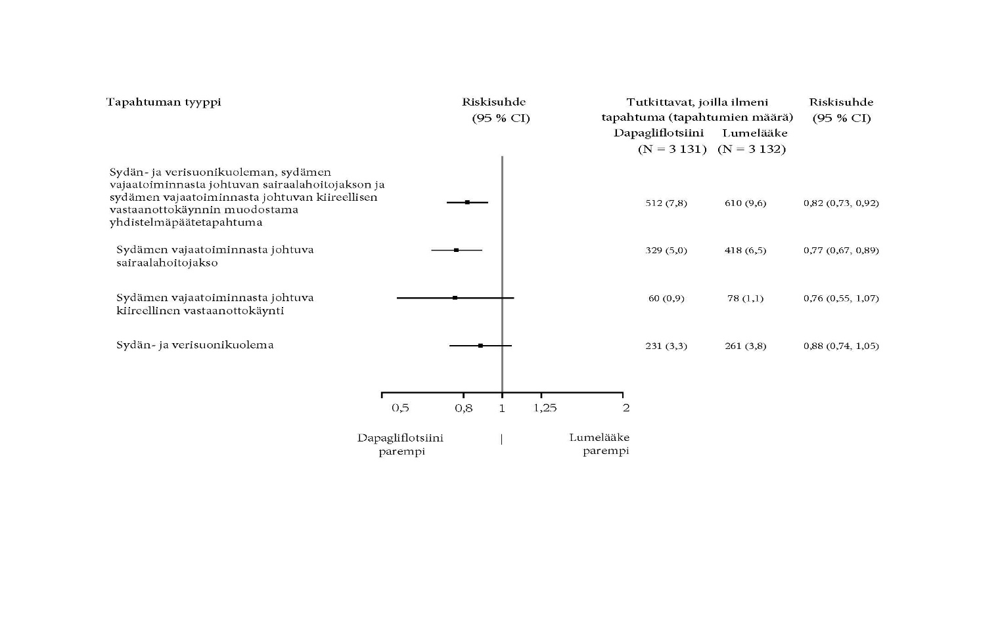 Tapahtuman tyyppi
Riskisuhde
(95 % CI)
Tutkittavat, joilla ilmeni
tapahtuma (tapahtumien määrä)
Dapagliflotsiini Lumelääke
(N = 3 131) (N = 3 132)
Riskisuhde
(95 % CI)
Sydän- ja verisuonikuoleman, sydämen
vajaatoiminnasta johtuvan sairaalahoitojakson ja
sydämen vajaatoiminnasta johtuvan kiireellisen
vastaanottokäynnin muodostama
yhdistelmäpäätetapahtuma
512 (7,8) 610 (9,6) 0,82 (0,73, 0,92)
Sydämen vajaatoiminnasta johtuva
sairaalahoitojakso
329 (5,0) 418 (6,5) 0,77 (0,67, 0,89)
Sydämen vajaatoiminnasta johtuva
kiireellinen vastaanottokäynti
60 (0,9) 78 (1,1) 0,76 (0,55, 1,07)
Sydän- ja verisuonikuolema
231 (3,3) 261 (3,8) 0,88 (0,74, 1,05)
0,5 0,8 1 1,25 2
Dapagliflotsiini
parempi
|
Lumelääke
parempi